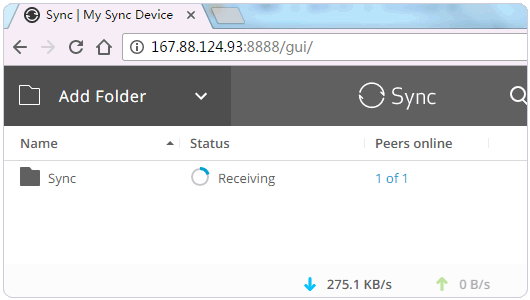 Sync | My Sync Device
167.88.124.93:8888/gui/
Add Folder Sync
Name Status Peers online
Sync Receiving 1 of 1
275.1 KB/s 0 B/s